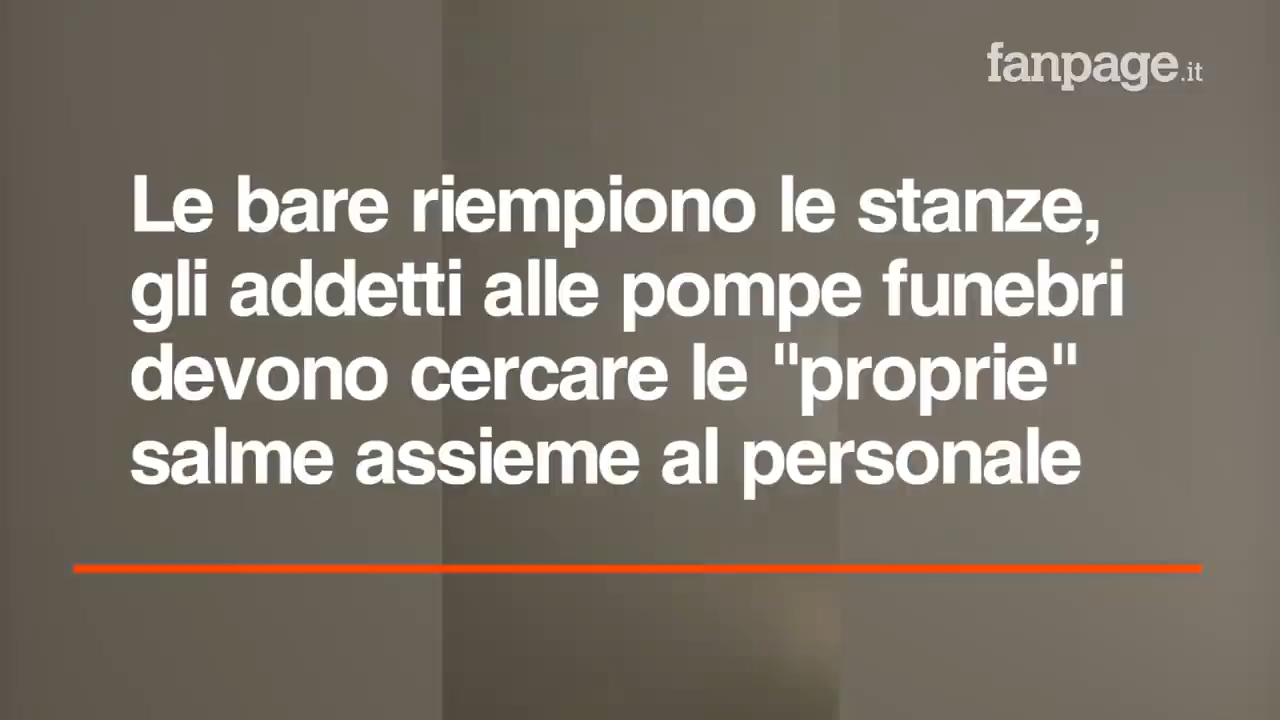 fanpage.it
Le bare riempiono le stanze,
gli addetti alle pompe funebri
devono cercare le "proprie"
salme assieme al personale